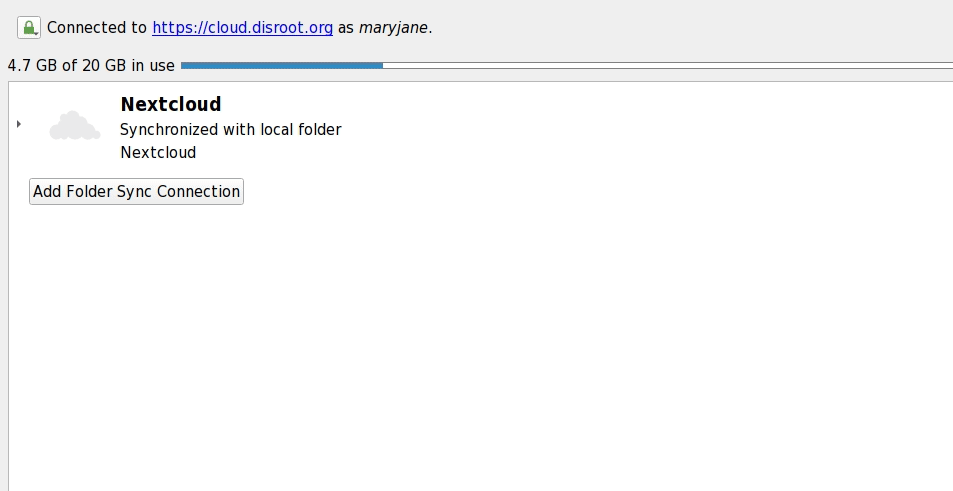 Connected to https://cloud.disroot.org as maryjane.
4.7 GB of 20 GB in use
Nextcloud
Synchronized with local folder
Nextcloud
Add Folder Sync Connection